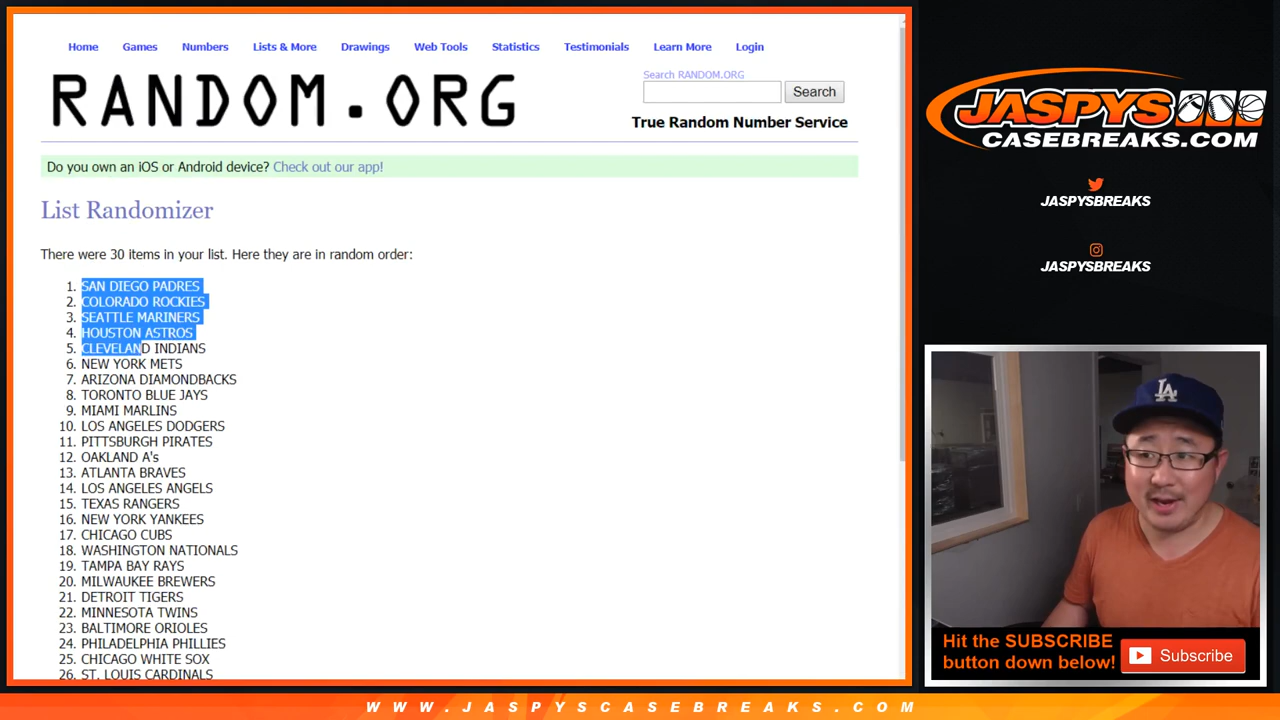 Home Games Numbers Lists & More Drawings Web Tools Statistics Testimonials Learn More Login
RANDOM.ORG
Search RANDOM.ORG
Search
True Random Number Service
Do you own an iOS or Android device? Check out our app!
List Randomizer
There were 30 items in your list. Here they are in random order:
1. SAN DIEGO PADRES
2. COLORADO ROCKIES
3. SEATTLE MARINERS
4. HOUSTON ASTROS
5. CLEVELAND INDIANS
6. NEW YORK METS
7. ARIZONA DIAMONDBACKS
8. TORONTO BLUE JAYS
9. MIAMI MARLINS
10. LOS ANGELES DODGERS
11. PITTSBURGH PIRATES
12. OAKLAND A's
13. ATLANTA BRAVES
14. LOS ANGELES ANGELS
15. TEXAS RANGERS
16. NEW YORK YANKEES
17. CHICAGO CUBS
18. WASHINGTON NATIONALS
19. TAMPA BAY RAYS
20. MILWAUKEE BREWERS
21. DETROIT TIGERS
22. MINNESOTA TWINS
23. BALTIMORE ORIOLES
24. PHILADELPHIA PHILLIES
25. CHICAGO WHITE SOX
26. ST. LOUIS CARDINALS
JASPYS
CASEBREAKS.COM
JASPYSBREAKS
JASPYSBREAKS
LA
Hit the SUBSCRIBE
button down below!
Subscribe
WWW.JASPYSCASEBREAKS.COM